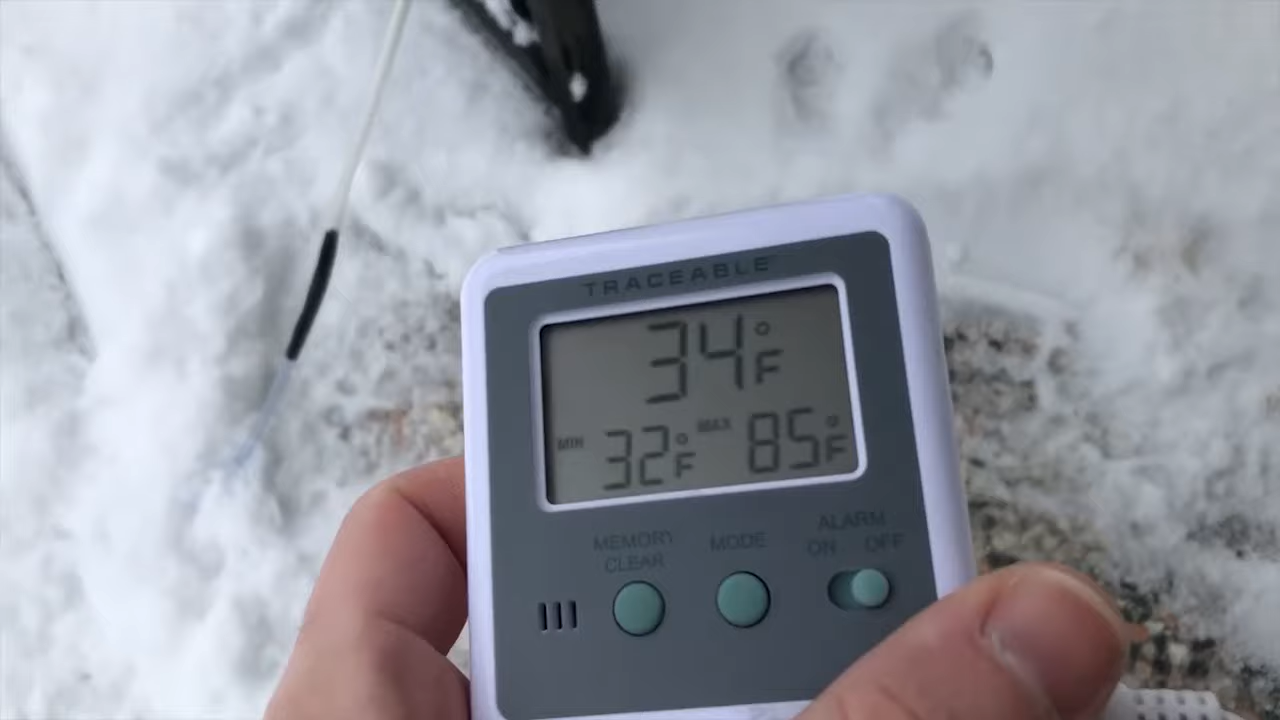 TRACEABLE
34°F
MIN 32°F MAX 85°F
MEMORY CLEAR
MODE
ALARM
ON OFF